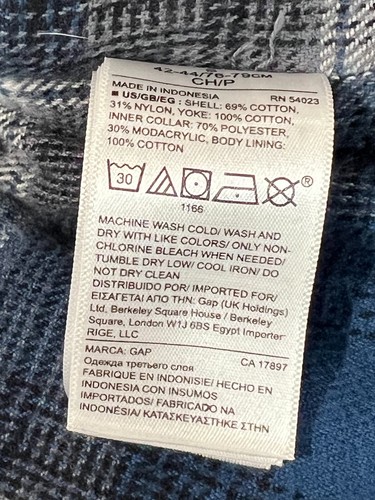 42-44/76-79CM
CH/P
MADE IN INDONESIA RN 54023
■ US/GB/EG : SHELL: 69% COTTON,
31% NYLON, YOKE: 100% COTTON,
INNER COLLAR: 70% POLYESTER,
30% MODACRYLIC, BODY LINING:
100% COTTON
30 ®
1166
MACHINE WASH COLD/ WASH AND
DRY WITH LIKE COLORS/ ONLY NON-
CHLORINE BLEACH WHEN NEEDED/
TUMBLE DRY LOW/ COOL IRON/ DO
NOT DRY CLEAN
DISTRIBUIDO POR/ IMPORTED FOR/
ΕΙΣΑΓΕΤΑΙ ΑΠΟ ΤΗΝ: Gap (UK Holdings)
Ltd. Berkeley Square House / Berkeley
Square, London W1J 6BS Egypt Importer
RIGE, LLC
MARCA: GAP CA 17897
Одежда третьего слоя
FABRIQUE EN INDONISIE/ HECHO EN
INDONESIA CON INSUMOS
IMPORTADOS/ FABRICADO NA
INDONÉSIA/ ΚΑΤΑΣΚΕΥΑΣΤΗΚΕ ΣΤΗΝ